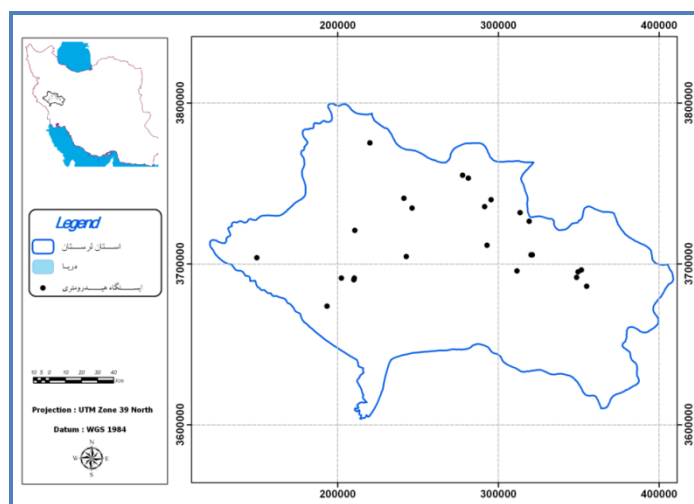 200000 300000 400000
3800000 3800000
3700000 3700000
3600000 3600000
200000 300000 400000
Legend
استان لرستان
دریا
ایستگاه هیدرومتری
10 5 0 10 20 30 40
Km
Projection : UTM Zone 39 North
Datum : WGS 1984
N
W E
S